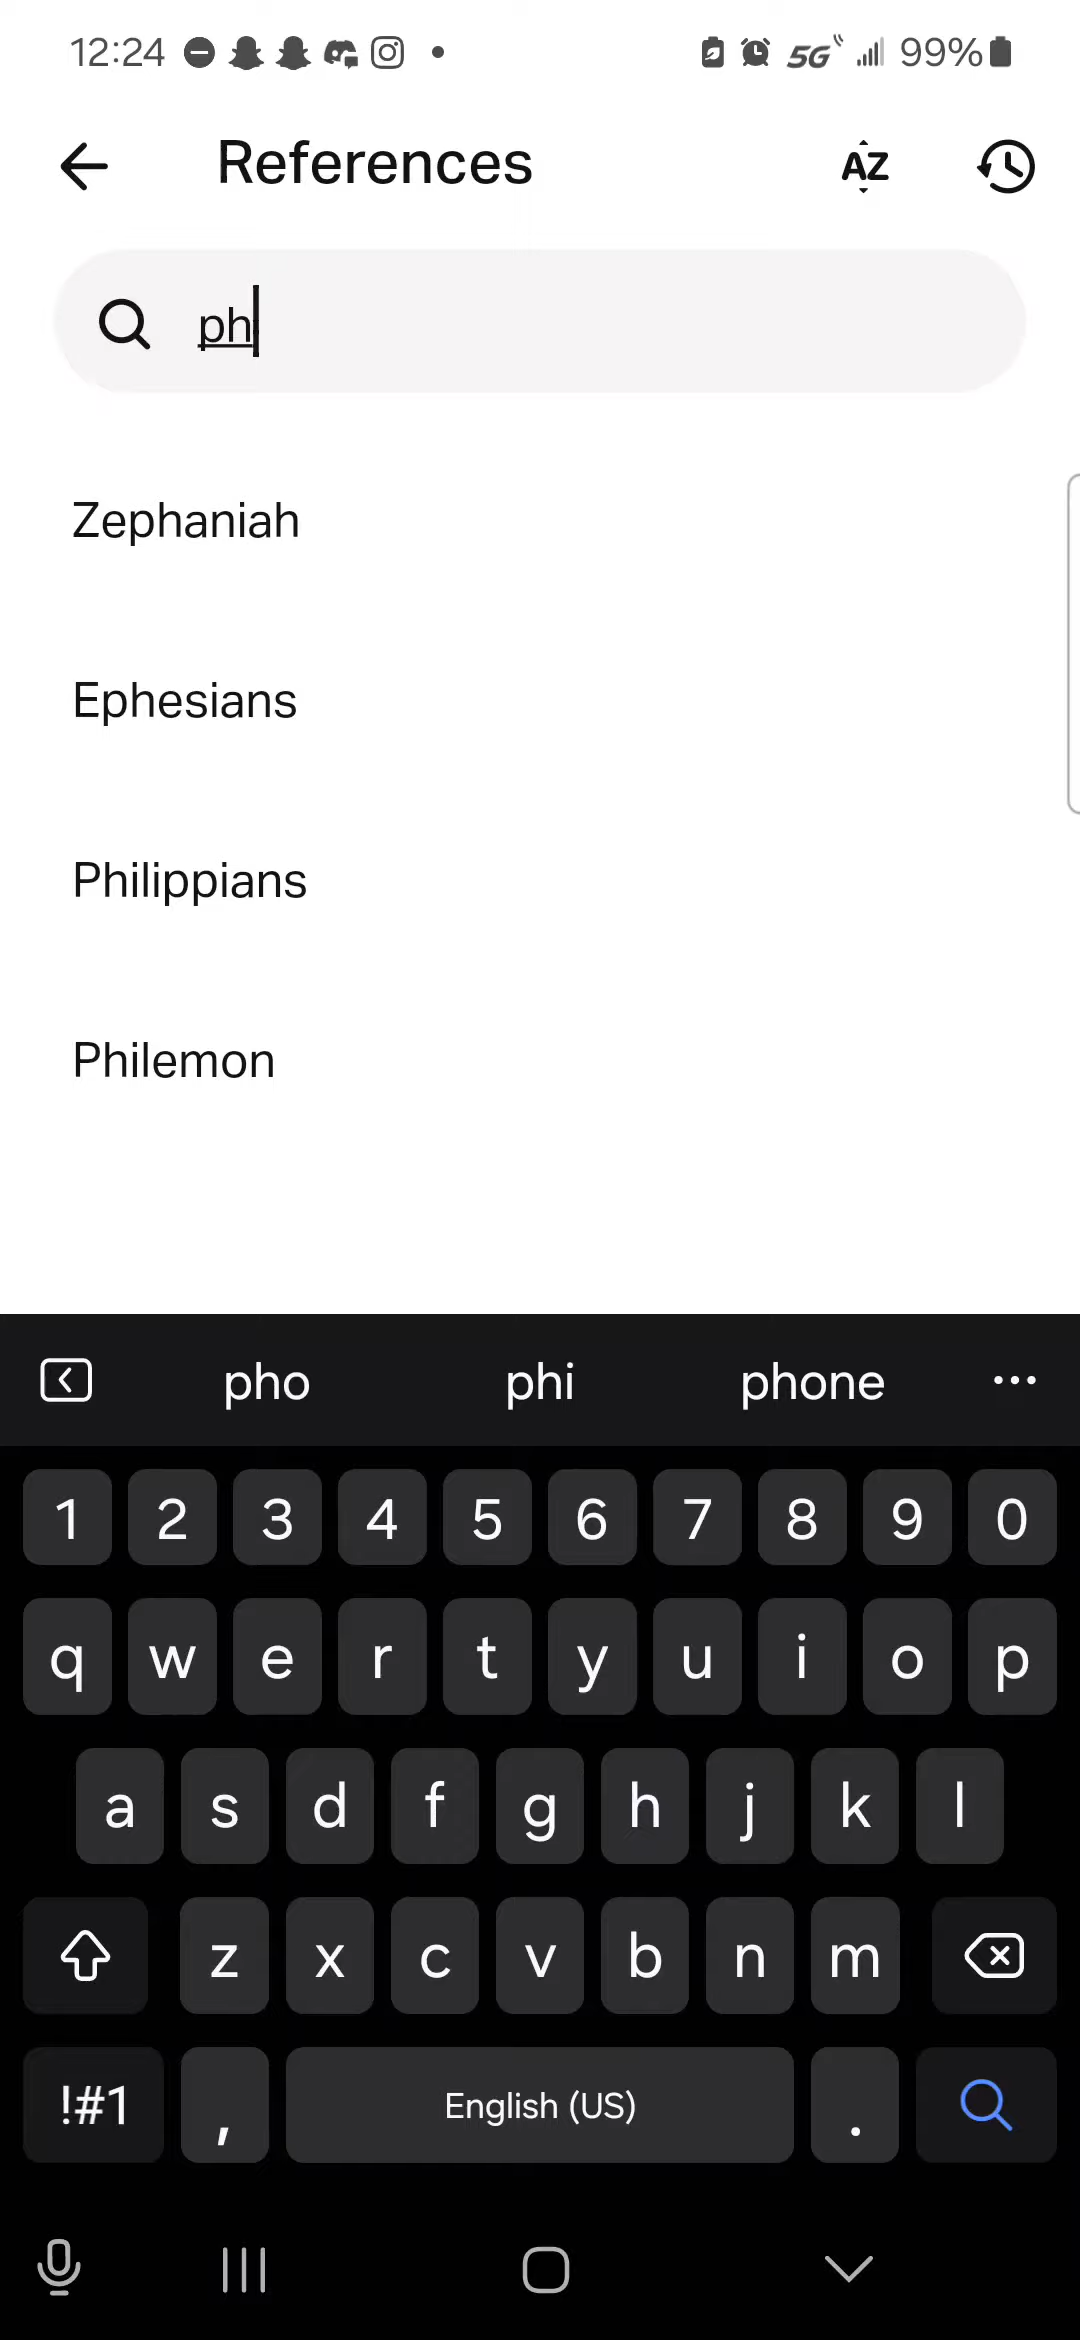 12:24 5G 99%
References AZ
ph
Zephaniah
Ephesians
Philippians
Philemon
pho phi phone ...
1 2 3 4 5 6 7 8 9 0
q w e r t y u i o p
a s d f g h j k l
z x c v b n m
!#1 , English (US) .